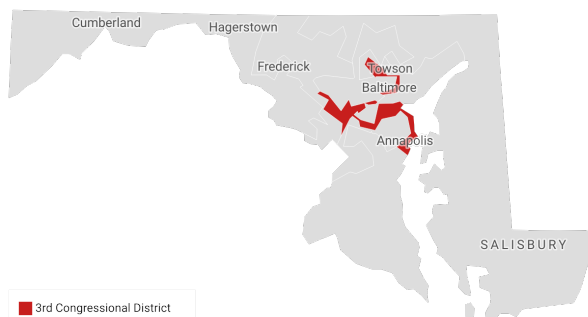 Cumberland
Hagerstown
Frederick
Towson
Baltimore
Annapolis
SALISBURY
3rd Congressional District